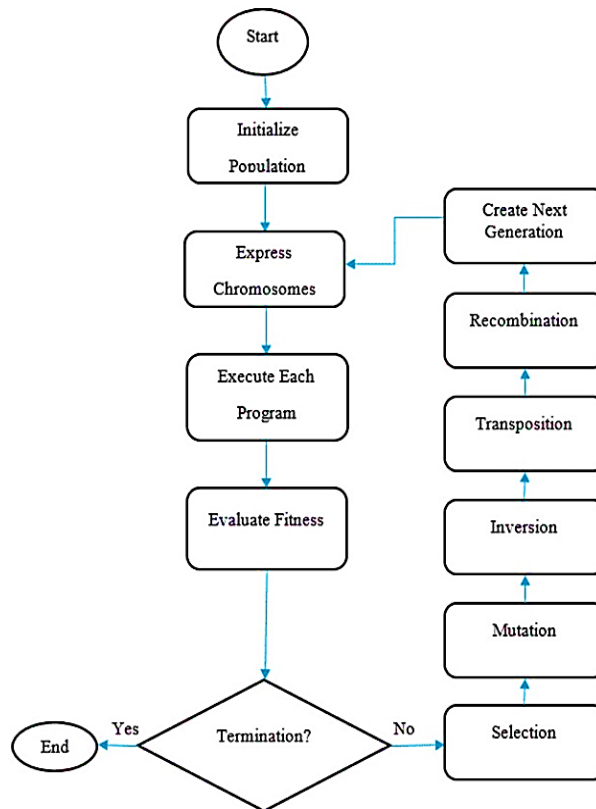 Start
Initialize
Population
Express
Chromosomes
Execute Each
Program
Evaluate Fitness
Termination?
Yes
End
No
Selection
Mutation
Inversion
Transposition
Recombination
Create Next
Generation